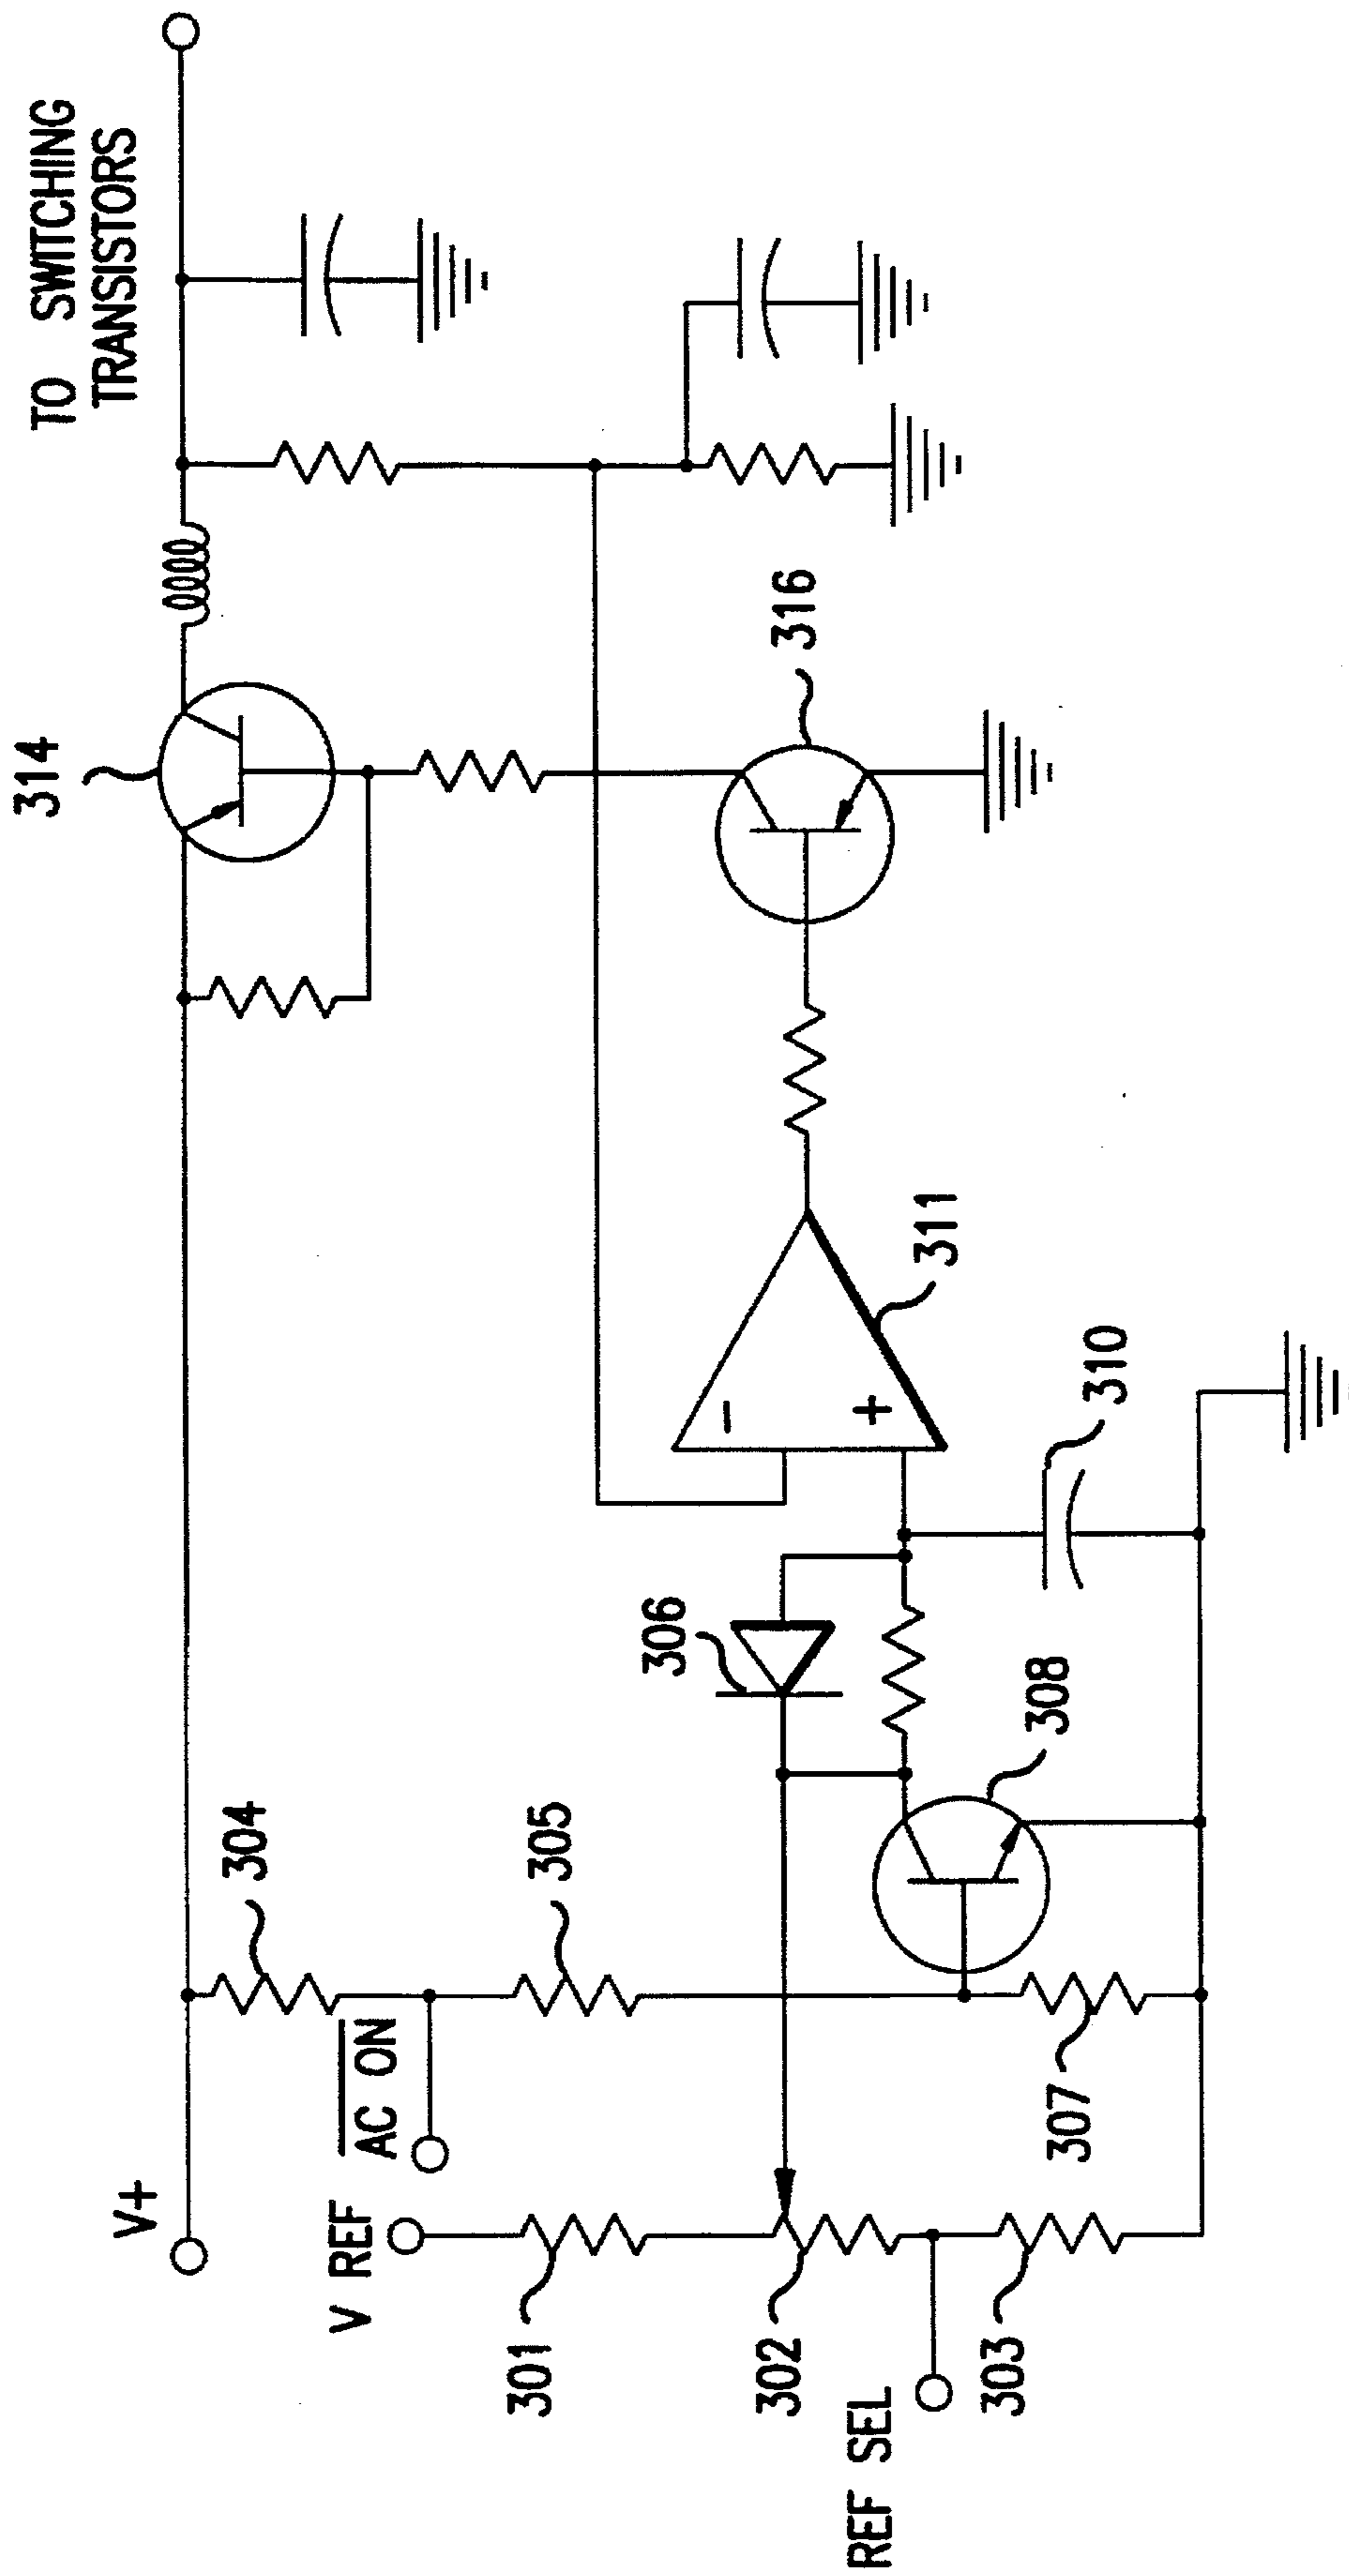 TO SWITCHING
TRANSISTORS
314
316
V+
304
AC ON
305
306
311
V REF
310
308
301
302
307
REF SEL
303
-
+